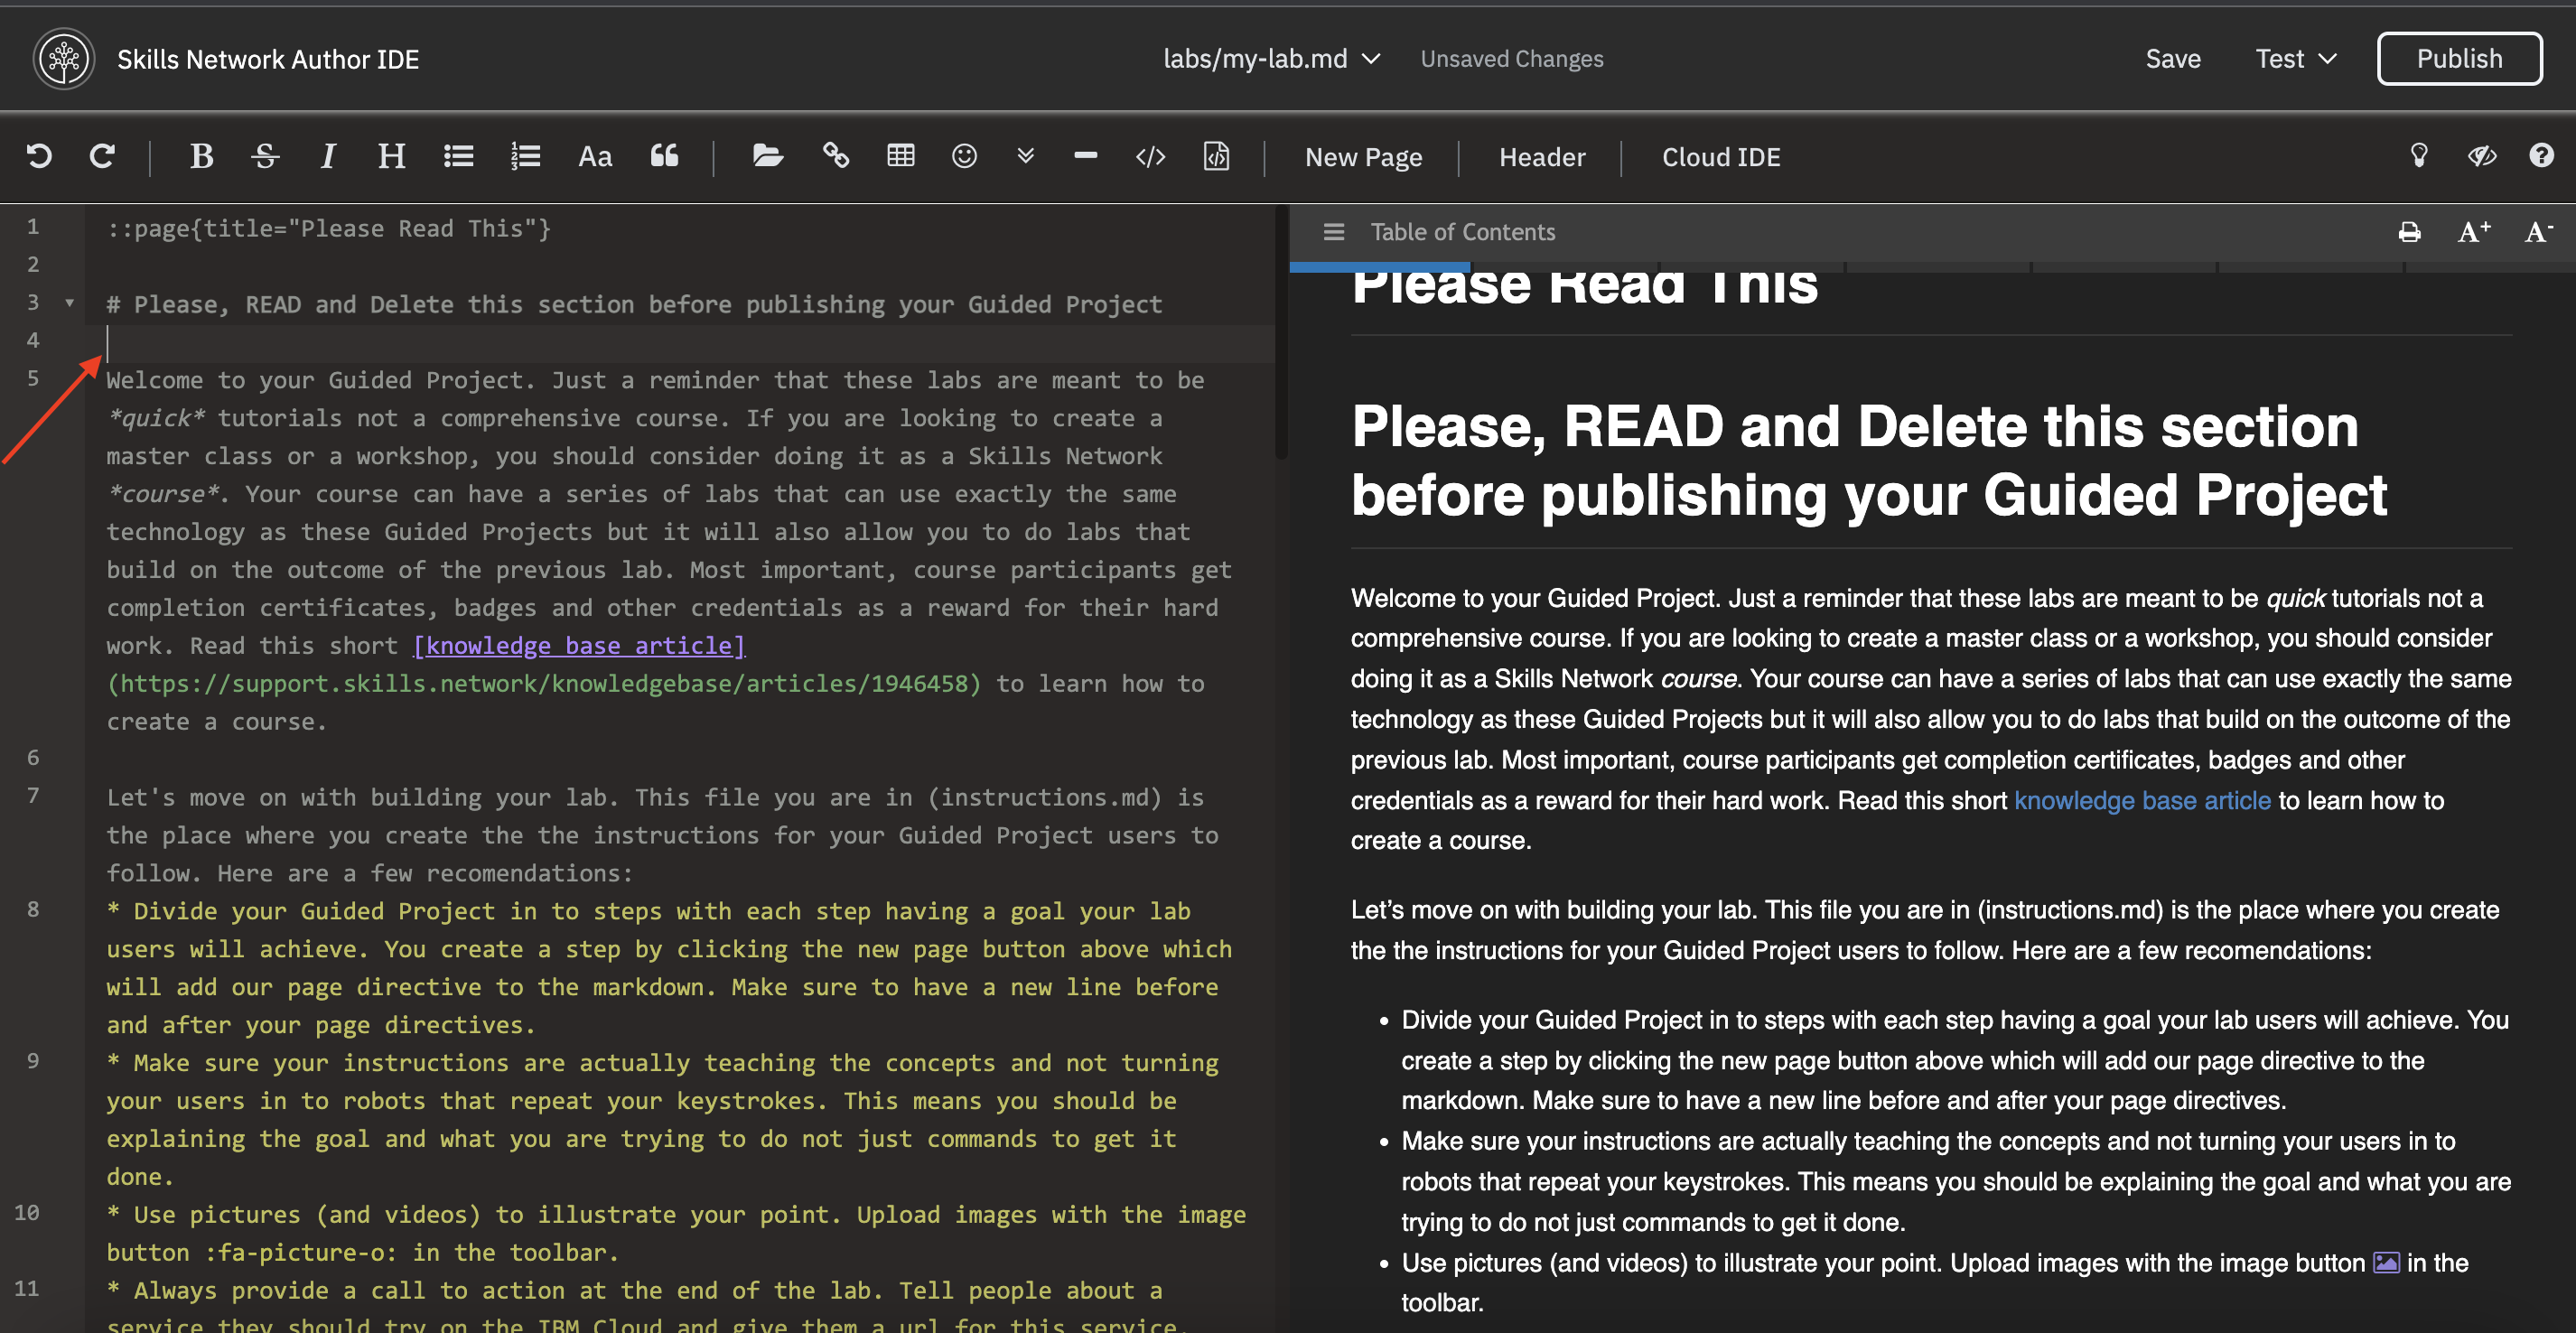 Skills Network Author IDE
labs/my-lab.md
Unsaved Changes
Save
Test
Publish
B S I H Aa
New Page
Header
Cloud IDE
1 ::page{title="Please Read This"}
2
3 # Please, READ and Delete this section before publishing your Guided Project
4
5 Welcome to your Guided Project. Just a reminder that these labs are meant to be
*quick* tutorials not a comprehensive course. If you are looking to create a
master class or a workshop, you should consider doing it as a Skills Network
*course*. Your course can have a series of labs that can use exactly the same
technology as these Guided Projects but it will also allow you to do labs that
build on the outcome of the previous lab. Most important, course participants get
completion certificates, badges and other credentials as a reward for their hard
work. Read this short [knowledge base article]
(https://support.skills.network/knowledgebase/articles/1946458) to learn how to
create a course.
6
7 Let's move on with building your lab. This file you are in (instructions.md) is
the place where you create the the instructions for your Guided Project users to
follow. Here are a few recomendations:
8 * Divide your Guided Project in to steps with each step having a goal your lab
users will achieve. You create a step by clicking the new page button above which
will add our page directive to the markdown. Make sure to have a new line before
and after your page directives.
9 * Make sure your instructions are actually teaching the concepts and not turning
your users in to robots that repeat your keystrokes. This means you should be
explaining the goal and what you are trying to do not just commands to get it
done.
10 * Use pictures (and videos) to illustrate your point. Upload images with the image
button :fa-picture-o: in the toolbar.
11 * Always provide a call to action at the end of the lab. Tell people about a
service they should try on the IBM Cloud and give them a url for this service.
Table of Contents
A+ A-
Please Read This
Please, READ and Delete this section
before publishing your Guided Project
Welcome to your Guided Project. Just a reminder that these labs are meant to be quick tutorials not a
comprehensive course. If you are looking to create a master class or a workshop, you should consider
doing it as a Skills Network course. Your course can have a series of labs that can use exactly the same
technology as these Guided Projects but it will also allow you to do labs that build on the outcome of the
previous lab. Most important, course participants get completion certificates, badges and other
credentials as a reward for their hard work. Read this short knowledge base article to learn how to
create a course.
Let’s move on with building your lab. This file you are in (instructions.md) is the place where you create
the the instructions for your Guided Project users to follow. Here are a few recomendations:
• Divide your Guided Project in to steps with each step having a goal your lab users will achieve. You
create a step by clicking the new page button above which will add our page directive to the
markdown. Make sure to have a new line before and after your page directives.
• Make sure your instructions are actually teaching the concepts and not turning your users in to
robots that repeat your keystrokes. This means you should be explaining the goal and what you are
trying to do not just commands to get it done.
• Use pictures (and videos) to illustrate your point. Upload images with the image button in the
toolbar.